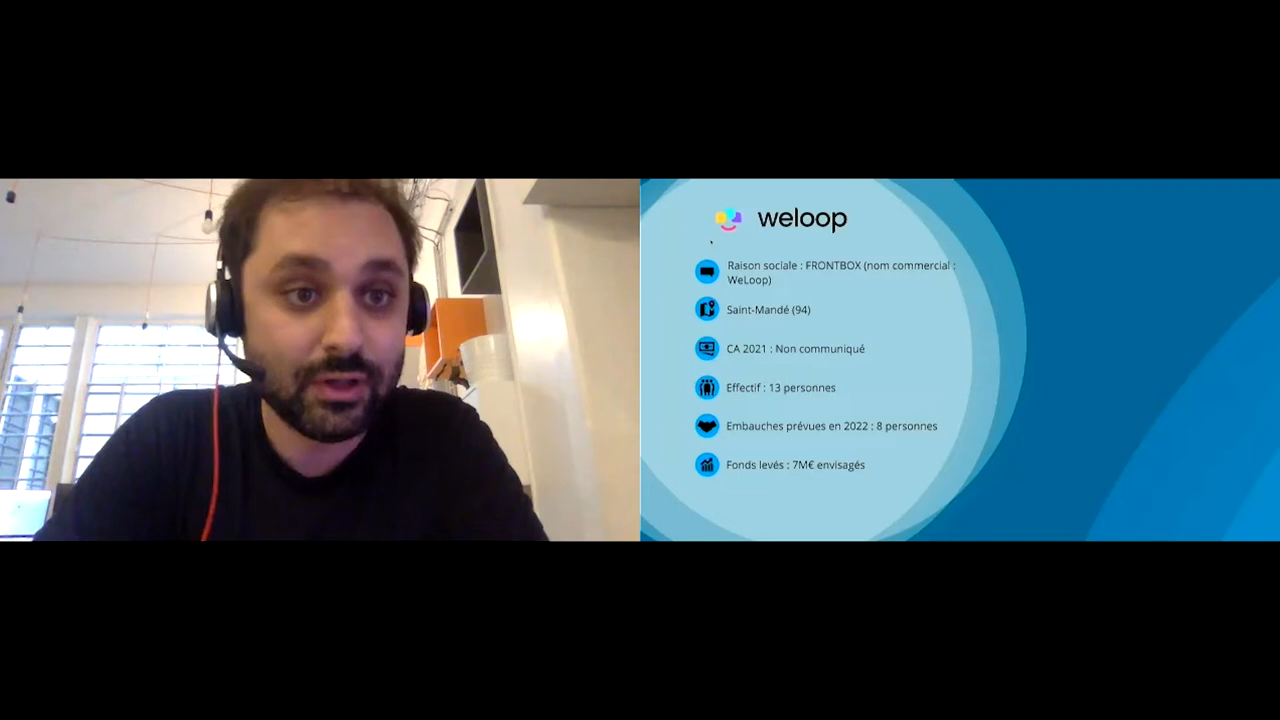 weloop
Raison sociale : FRONTBOX (nom commercial :
WeLoop)
Saint-Mandé (94)
CA 2021 : Non communiqué
Effectif : 13 personnes
Embauches prévues en 2022 : 8 personnes
Fonds levés : 7M€ envisagés